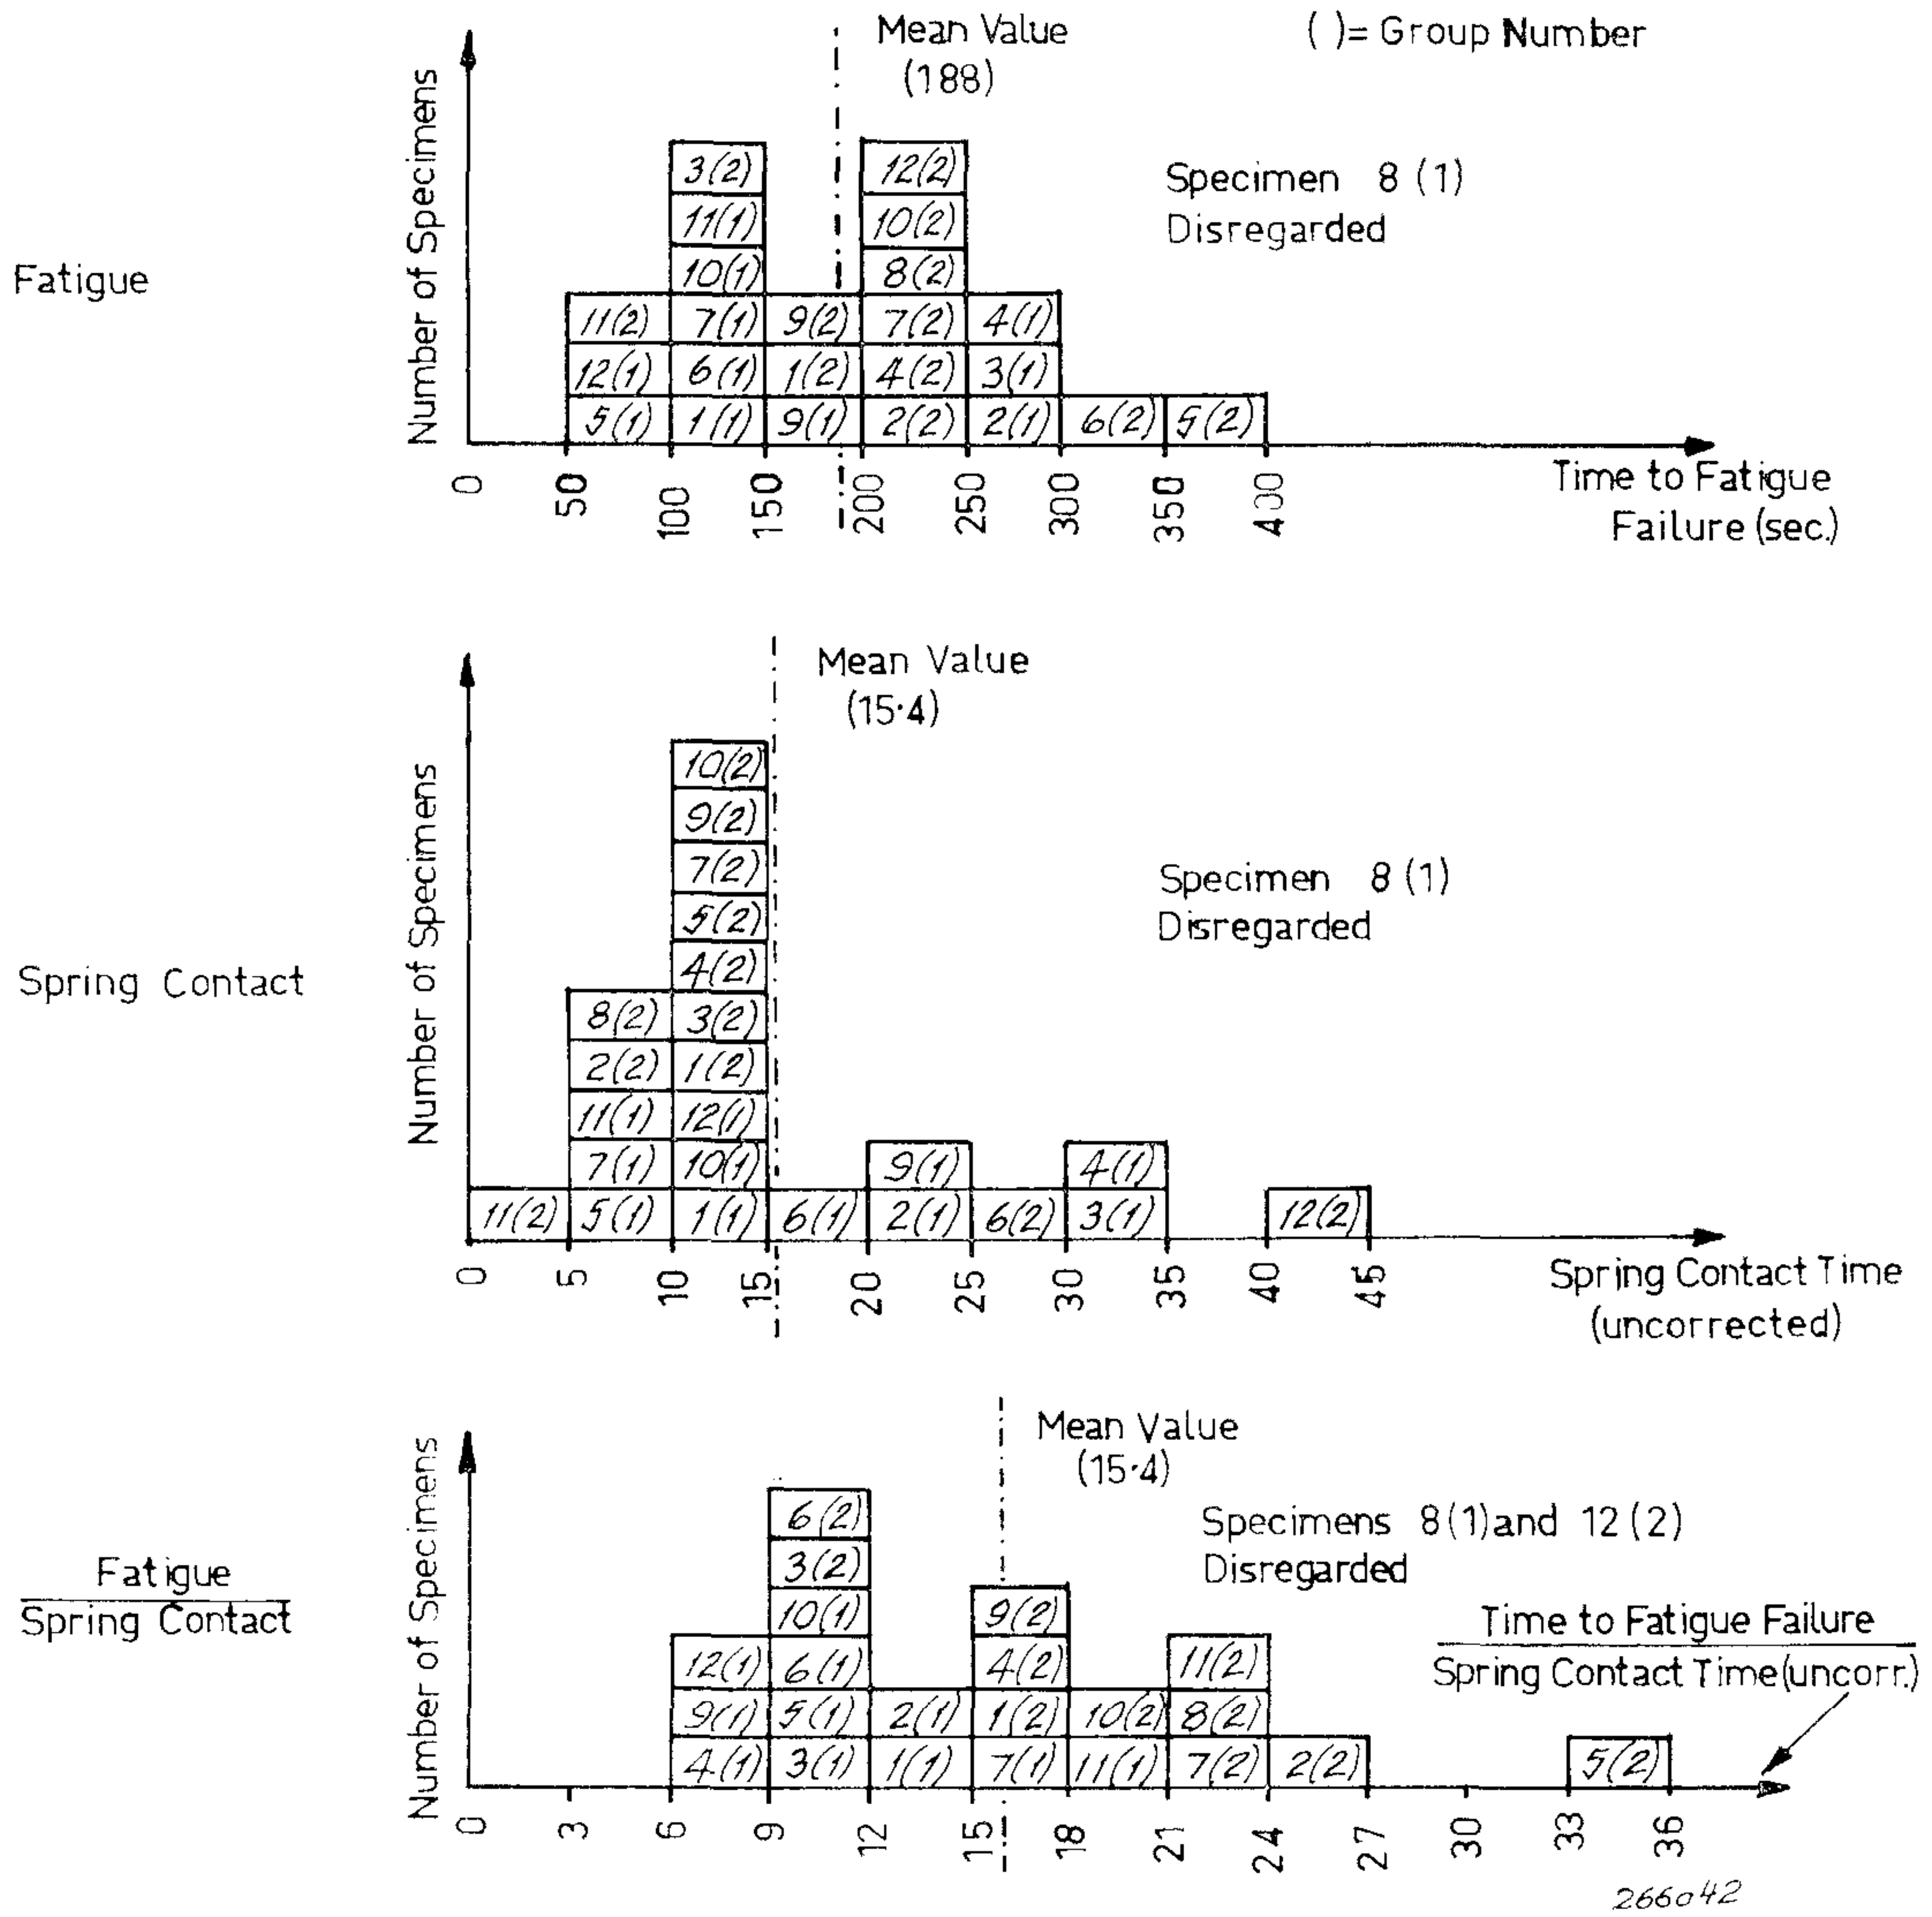 Mean Value
(188)
( )= Group Number
Fatigue
Number of Specimens
3(2) 12(2)
11(1) 10(2)
10(1) 8(2)
11(2) 7(1) 9(2) 7(2) 4(1)
12(1) 6(1) 1(2) 4(2) 3(1)
5(1) 1(1) 9(1) 2(2) 2(1) 6(2) 5(2)
Specimen 8 (1)
Disregarded
0 50 100 150 200 250 300 350 400
Time to Fatigue
Failure (sec.)
Mean Value
(15·4)
Spring Contact
Number of Specimens
10(2)
9(2)
7(2)
5(2)
4(2)
8(2) 3(2)
2(2) 1(2)
11(1) 12(1)
7(1) 10(1) 9(1) 4(1)
11(2) 5(1) 1(1) 6(1) 2(1) 6(2) 3(1) 12(2)
Specimen 8 (1)
Disregarded
0 5 10 15 20 25 30 35 40 45
Spring Contact Time
(uncorrected)
Mean Value
(15·4)
Fatigue
Spring Contact
Number of Specimens
6(2)
3(2)
10(1) 9(2)
12(1) 6(1) 4(2) 11(2)
9(1) 5(1) 2(1) 1(2) 10(2) 8(2)
4(1) 3(1) 1(1) 7(1) 11(1) 7(2) 2(2) 5(2)
Specimens 8(1) and 12(2)
Disregarded
Time to Fatigue Failure
Spring Contact Time (uncorr.)
0 3 6 9 12 15 18 21 24 27 30 33 36
266042